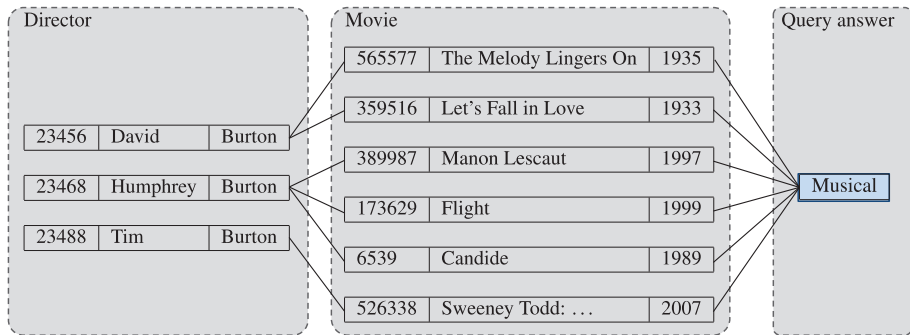 Director
Movie
Query answer
565577 The Melody Lingers On 1935
359516 Let's Fall in Love 1933
23456 David Burton
389987 Manon Lescaut 1997
23468 Humphrey Burton
Musical
173629 Flight 1999
23488 Tim Burton
6539 Candide 1989
526338 Sweeney Todd: ... 2007